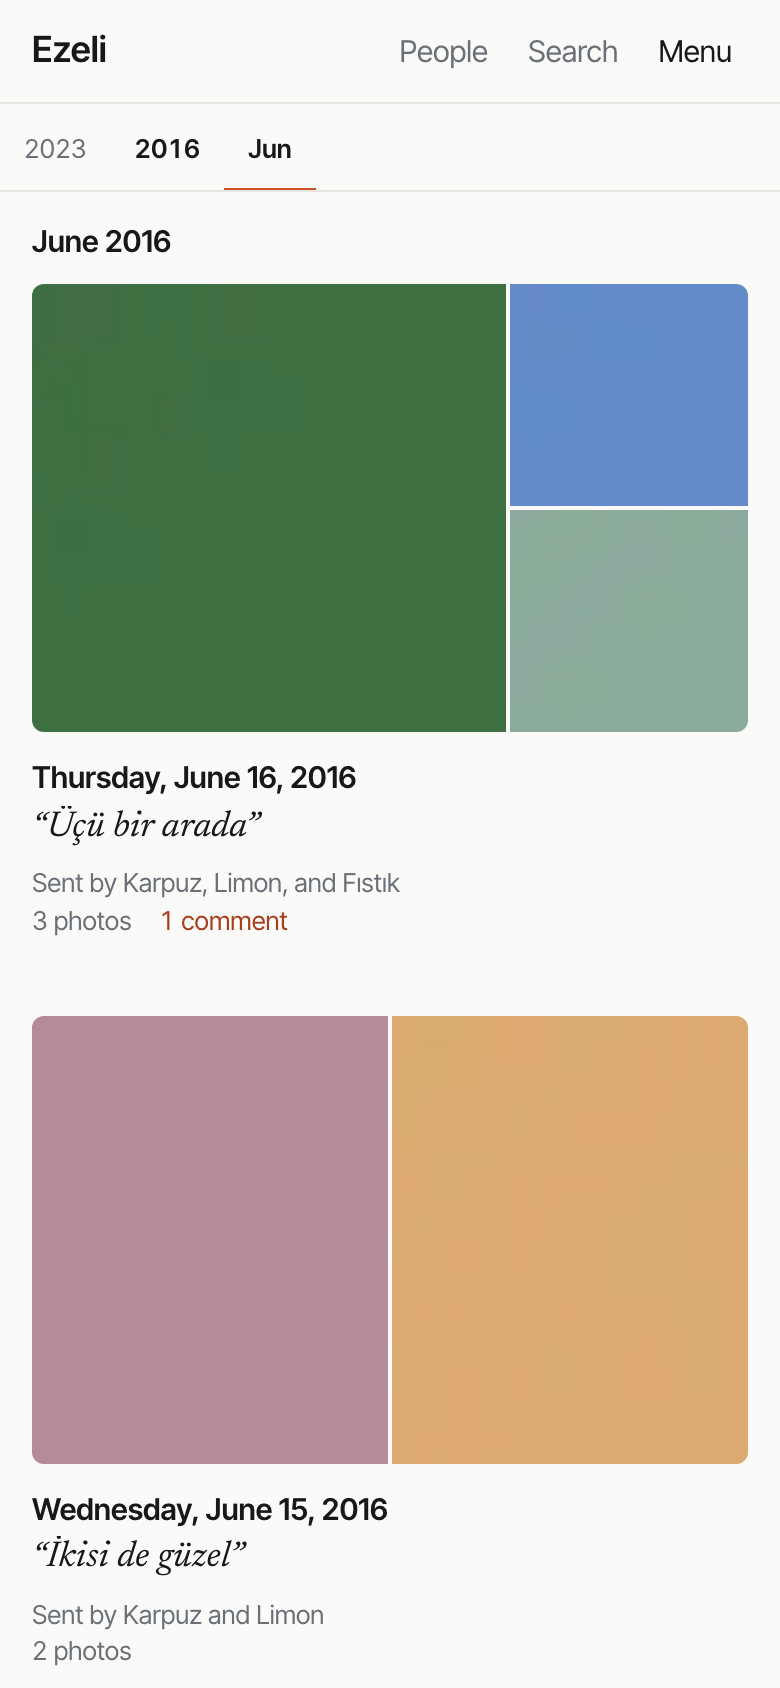 Ezeli
People Search Menu
2023 2016 Jun
June 2016
Thursday, June 16, 2016
“Üçü bir arada”
Sent by Karpuz, Limon, and Fıstık
3 photos 1 comment
Wednesday, June 15, 2016
“İkisi de güzel”
Sent by Karpuz and Limon
2 photos